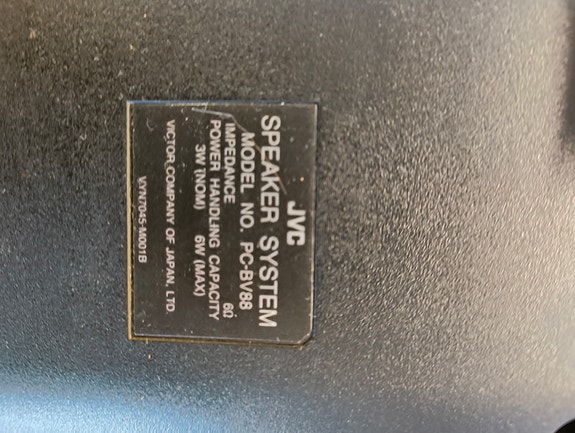 JVC
SPEAKER SYSTEM
MODEL NO. PC-BV88
IMPEDANCE 6Ω
POWER HANDLING CAPACITY
3W (NOM) 6W (MAX)
VICTOR COMPANY OF JAPAN, LTD.
VYN7045-M001B